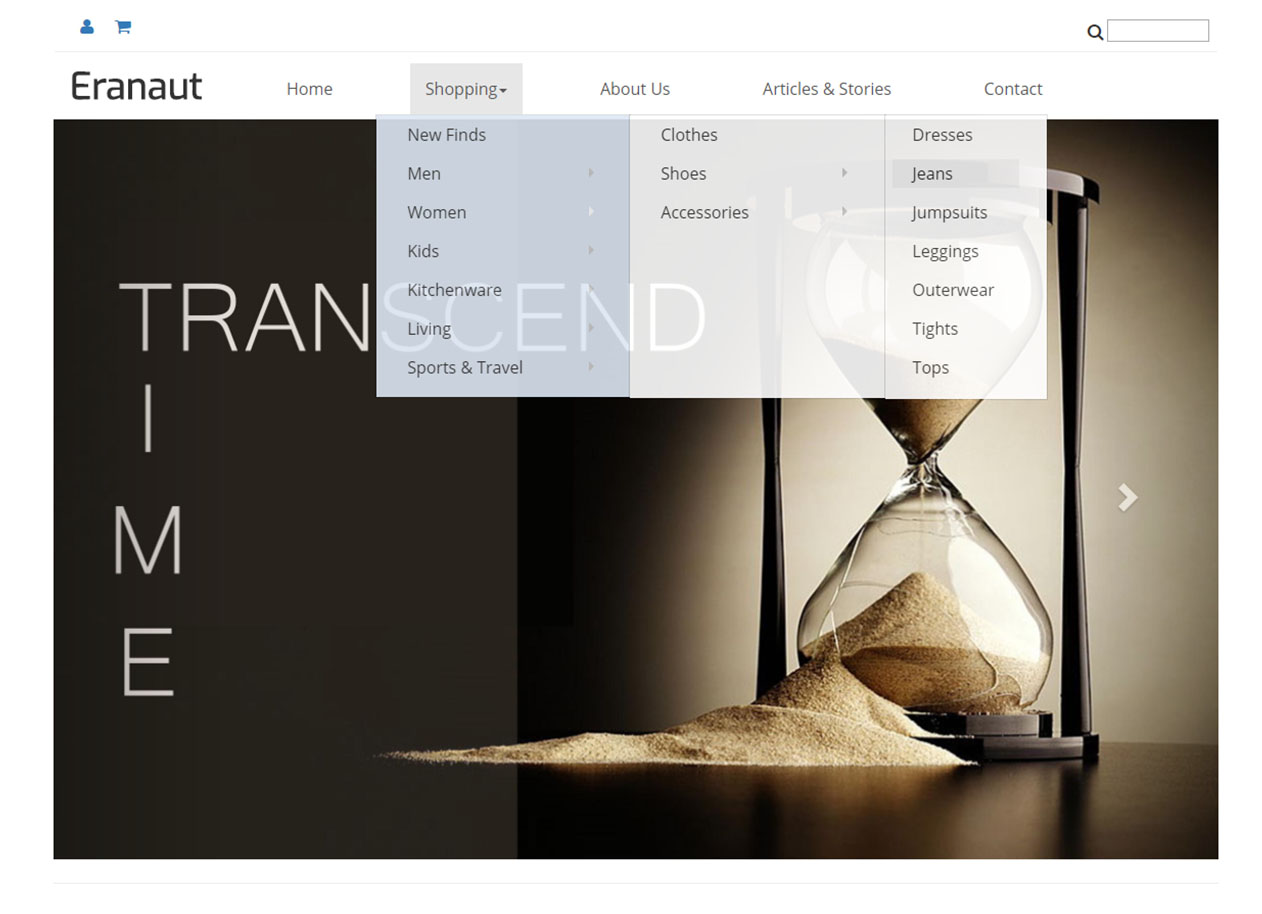 Eranaut
Home
Shopping
About Us
Articles & Stories
Contact
New Finds
Men
Women
Kids
Kitchenware
Living
Sports & Travel
Clothes
Shoes
Accessories
Dresses
Jeans
Jumpsuits
Leggings
Outerwear
Tights
Tops
TRANSCEND
T
I
M
E